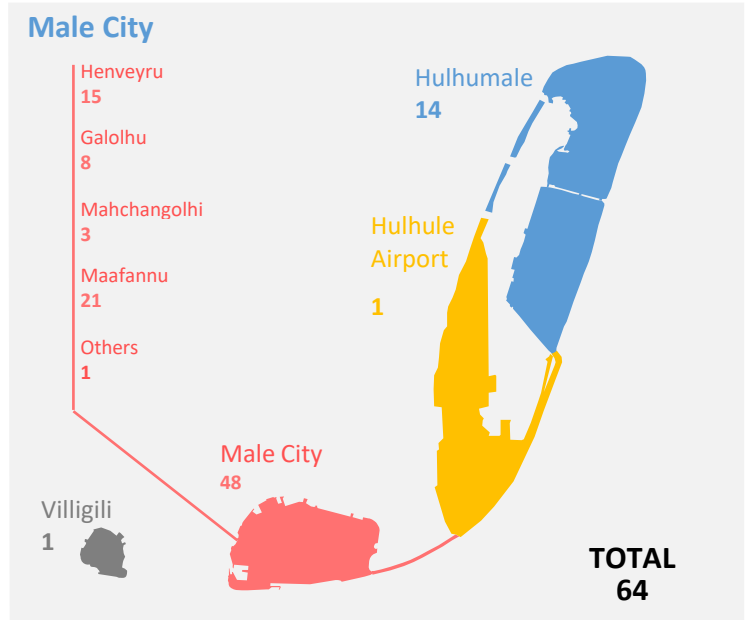 Male City
Henveyru
15
Galolhu
8
Mahchangolhi
3
Maafannu
21
Others
1
Hulhumale
14
Hulhule
Airport
1
Male City
48
Villigili
1
TOTAL
64